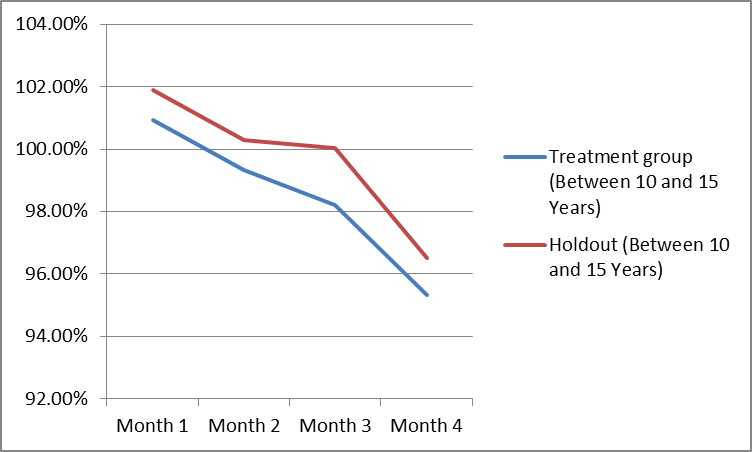 104.00%
102.00%
100.00%
98.00%
96.00%
94.00%
92.00%
Month 1 Month 2 Month 3 Month 4
Treatment group
(Between 10 and 15
Years)
Holdout (Between 10
and 15 Years)